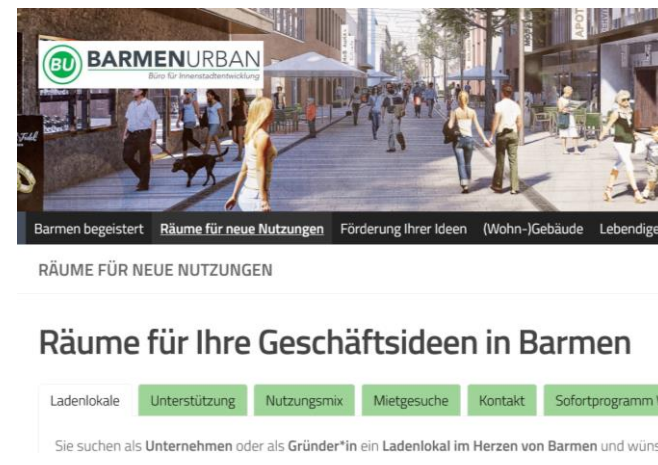 BU BARMENURBAN
Büro für Innenstadtentwicklung
APOT
Barmen begeistert Räume für neue Nutzungen Förderung Ihrer Ideen (Wohn-)Gebäude Lebendige
RÄUME FÜR NEUE NUTZUNGEN
Räume für Ihre Geschäftsideen in Barmen
Ladenlokale Unterstützung Nutzungsmix Mietgesuche Kontakt Sofortprogramm
Sie suchen als Unternehmen oder als Gründer*in ein Ladenlokal im Herzen von Barmen und wüns